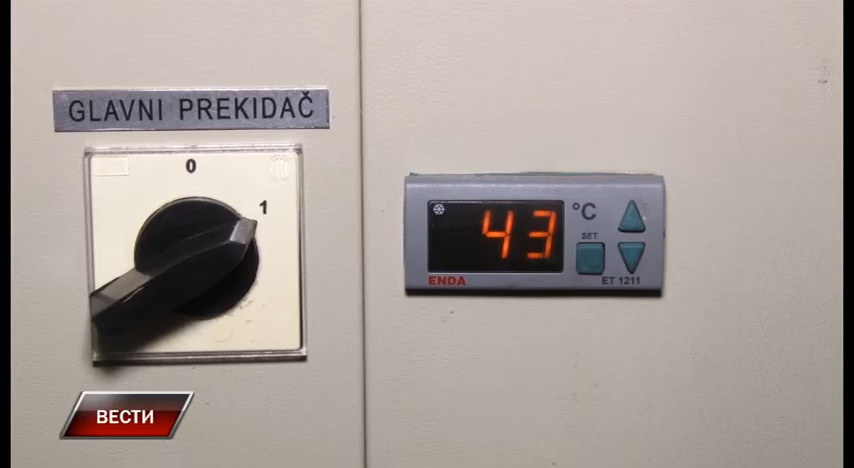 GLAVNI PREKIDAČ
0
1
43
°C
SET
ENDA
ET 1211
ВЕСТИ